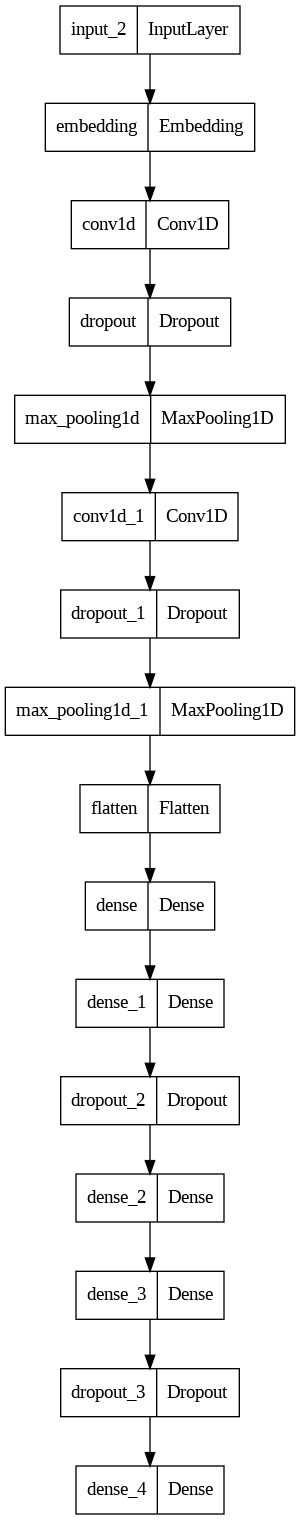 input_2 InputLayer
embedding Embedding
conv1d Conv1D
dropout Dropout
max_pooling1d MaxPooling1D
conv1d_1 Conv1D
dropout_1 Dropout
max_pooling1d_1 MaxPooling1D
flatten Flatten
dense Dense
dense_1 Dense
dropout_2 Dropout
dense_2 Dense
dense_3 Dense
dropout_3 Dropout
dense_4 Dense